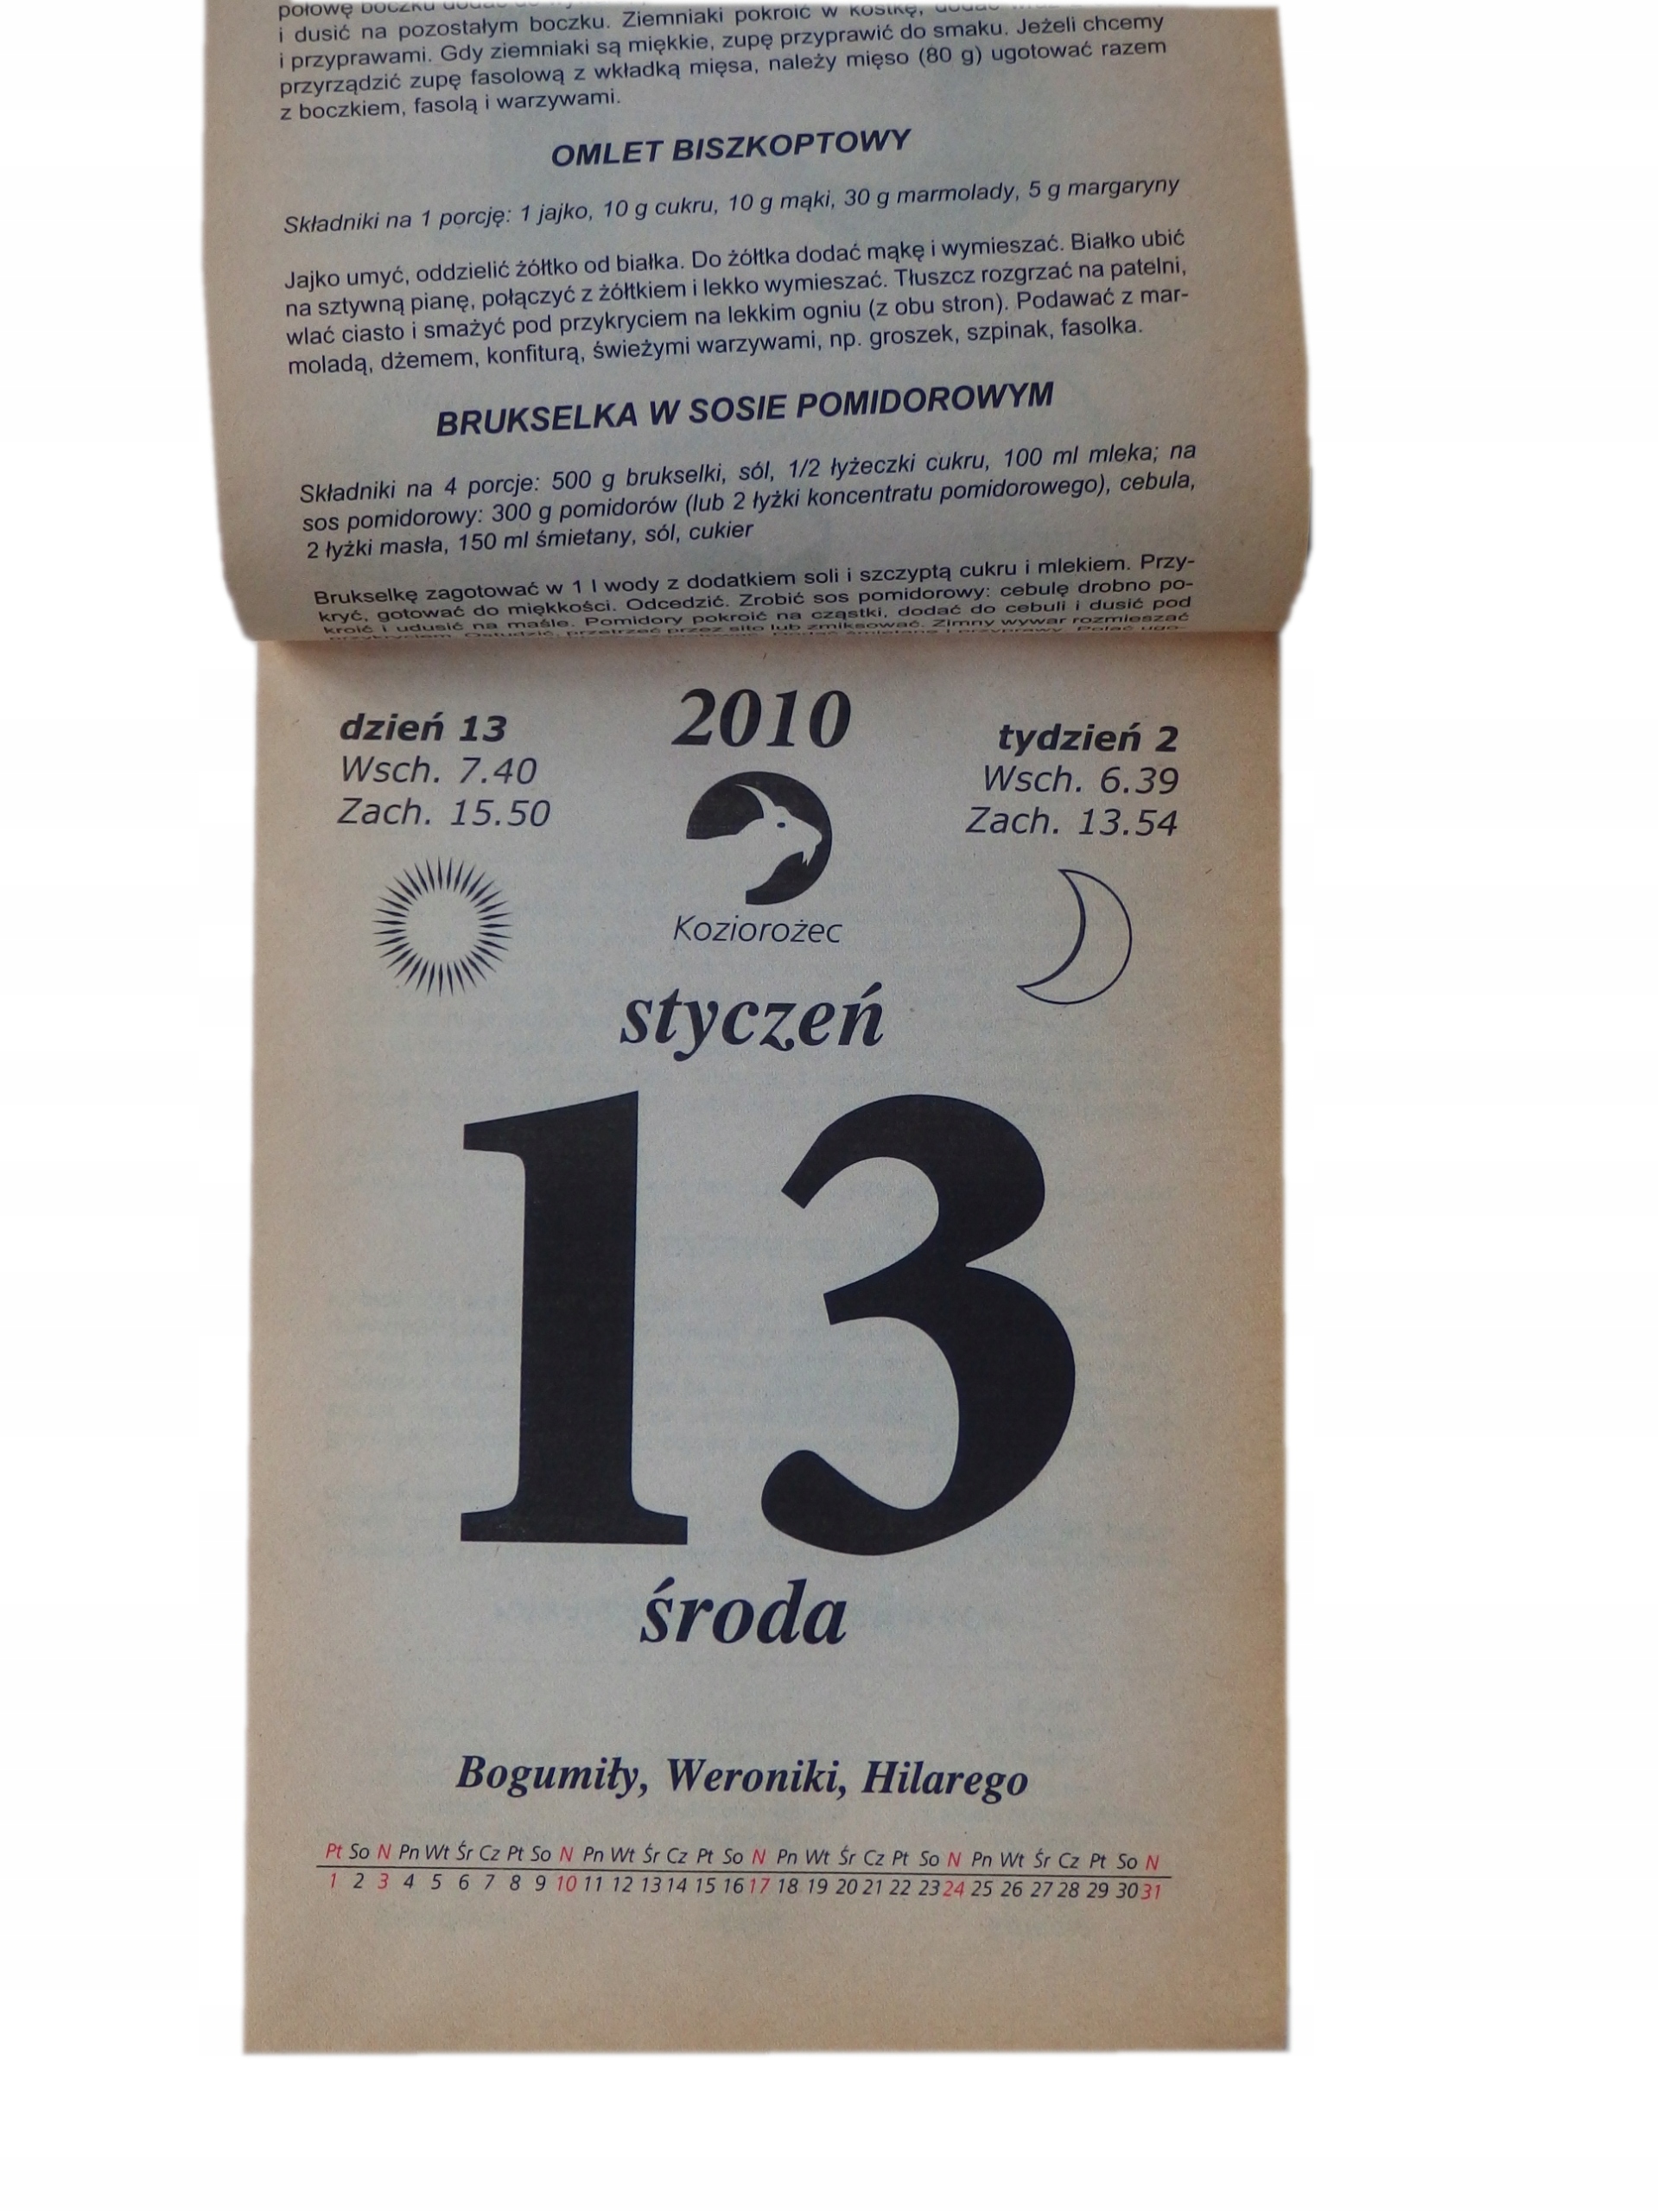 połowę boczku
i dusić na pozostałym boczku. Ziemniaki pokroić w kostkę,
i przyprawami. Gdy ziemniaki są miękkie, zupę przyprawić do smaku. Jeżeli chcemy
przyrządzić zupę fasolową z wkładką mięsa, należy mięso (80 g) ugotować razem
z boczkiem, fasolą i warzywami.
OMLET BISZKOPTOWY
Składniki na 1 porcję: 1 jajko, 10 g cukru, 10 g mąki, 30 g marmolady, 5 g margaryny
Jajko umyć, oddzielić żółtko od białka. Do żółtka dodać mąkę i wymieszać. Białko ubić
na sztywną pianę, połączyć z żółtkiem i lekko wymieszać. Tłuszcz rozgrzać na patelni,
wlać ciasto i smażyć pod przykryciem na lekkim ogniu (z obu stron). Podawać z mar-
moladą, dżemem, konfiturą, świeżymi warzywami, np. groszek, szpinak, fasolka.
BRUKSELKA W SOSIE POMIDOROWYM
Składniki na 4 porcje: 500 g brukselki, sól, 1/2 łyżeczki cukru, 100 ml mleka; na
sos pomidorowy: 300 g pomidorów (lub 2 łyżki koncentratu pomidorowego), cebula,
2 łyżki masła, 150 ml śmietany, sól, cukier
Brukselkę zagotować w 1 l wody z dodatkiem soli i szczyptą cukru i mlekiem. Przy-
kryć, gotować do miękkości. Odcedzić. Zrobić sos pomidorowy: cebulę drobno po-
kroić i udusić na maśle. Pomidory pokroić na cząstki, dodać do cebuli i dusić pod
przykryciem. Ostudzić, przetrzeć przez sito lub zmiksować. Zimny wywar rozmieszać
2010
dzień 13
Wsch. 7.40
Zach. 15.50
tydzień 2
Wsch. 6.39
Zach. 13.54
Koziorożec
styczeń
13
środa
Bogumiły, Weroniki, Hilarego
Pt So N Pn Wt Śr Cz Pt So N Pn Wt Śr Cz Pt So N Pn Wt Śr Cz Pt So N Pn Wt Śr Cz Pt So N
1 2 3 4 5 6 7 8 9 10 11 12 13 14 15 16 17 18 19 20 21 22 23 24 25 26 27 28 29 30 31